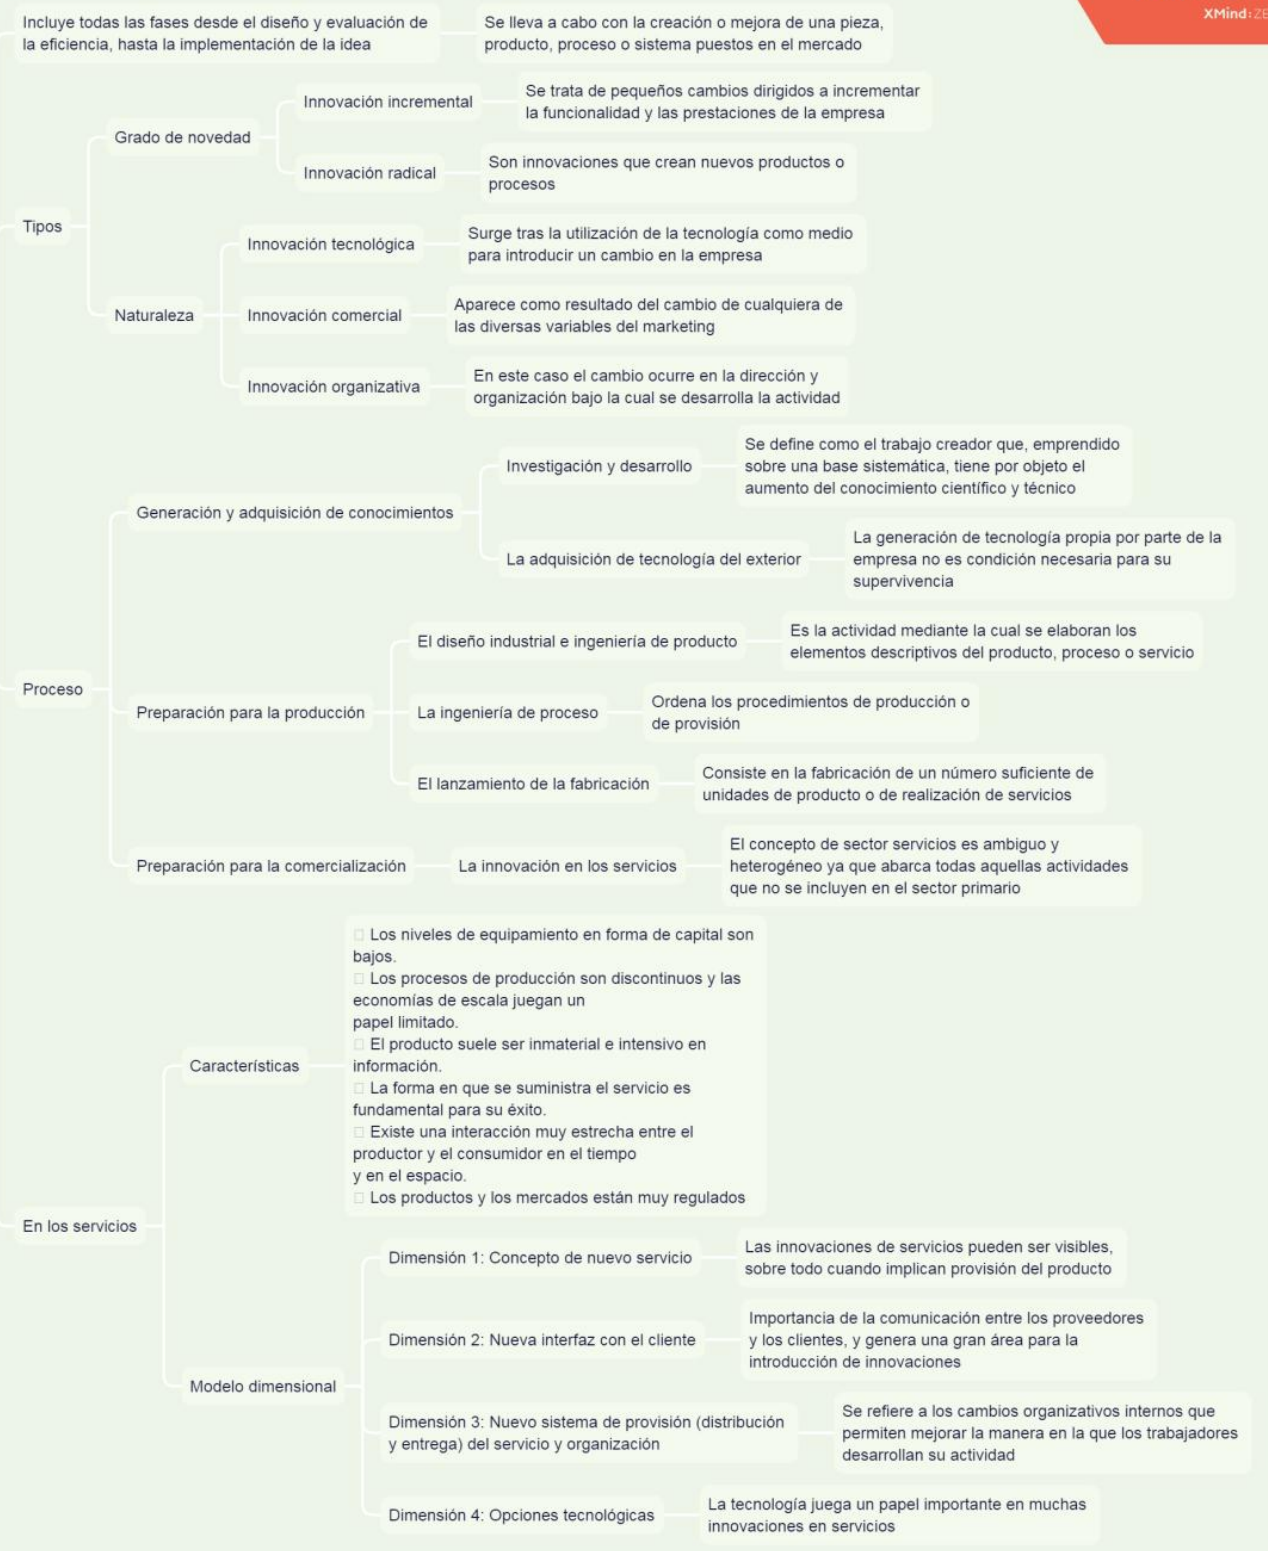 XMind:ZE
Incluye todas las fases desde el diseño y evaluación de
la eficiencia, hasta la implementación de la idea
Se lleva a cabo con la creación o mejora de una pieza,
producto, proceso o sistema puestos en el mercado
Tipos
Grado de novedad
Innovación incremental
Se trata de pequeños cambios dirigidos a incrementar
la funcionalidad y las prestaciones de la empresa
Innovación radical
Son innovaciones que crean nuevos productos o
procesos
Naturaleza
Innovación tecnológica
Surge tras la utilización de la tecnología como medio
para introducir un cambio en la empresa
Innovación comercial
Aparece como resultado del cambio de cualquiera de
las diversas variables del marketing
Innovación organizativa
En este caso el cambio ocurre en la dirección y
organización bajo la cual se desarrolla la actividad
Proceso
Generación y adquisición de conocimientos
Investigación y desarrollo
Se define como el trabajo creador que, emprendido
sobre una base sistemática, tiene por objeto el
aumento del conocimiento científico y técnico
La adquisición de tecnología del exterior
La generación de tecnología propia por parte de la
empresa no es condición necesaria para su
supervivencia
Preparación para la producción
El diseño industrial e ingeniería de producto
Es la actividad mediante la cual se elaboran los
elementos descriptivos del producto, proceso o servicio
La ingeniería de proceso
Ordena los procedimientos de producción o
de provisión
El lanzamiento de la fabricación
Consiste en la fabricación de un número suficiente de
unidades de producto o de realización de servicios
Preparación para la comercialización
La innovación en los servicios
El concepto de sector servicios es ambiguo y
heterogéneo ya que abarca todas aquellas actividades
que no se incluyen en el sector primario
En los servicios
Características
Los niveles de equipamiento en forma de capital son
bajos.
Los procesos de producción son discontinuos y las
economías de escala juegan un
papel limitado.
El producto suele ser inmaterial e intensivo en
información.
La forma en que se suministra el servicio es
fundamental para su éxito.
Existe una interacción muy estrecha entre el
productor y el consumidor en el tiempo
y en el espacio.
Los productos y los mercados están muy regulados
Modelo dimensional
Dimensión 1: Concepto de nuevo servicio
Las innovaciones de servicios pueden ser visibles,
sobre todo cuando implican provisión del producto
Dimensión 2: Nueva interfaz con el cliente
Importancia de la comunicación entre los proveedores
y los clientes, y genera una gran área para la
introducción de innovaciones
Dimensión 3: Nuevo sistema de provisión (distribución
y entrega) del servicio y organización
Se refiere a los cambios organizativos internos que
permiten mejorar la manera en la que los trabajadores
desarrollan su actividad
Dimensión 4: Opciones tecnológicas
La tecnología juega un papel importante en muchas
innovaciones en servicios